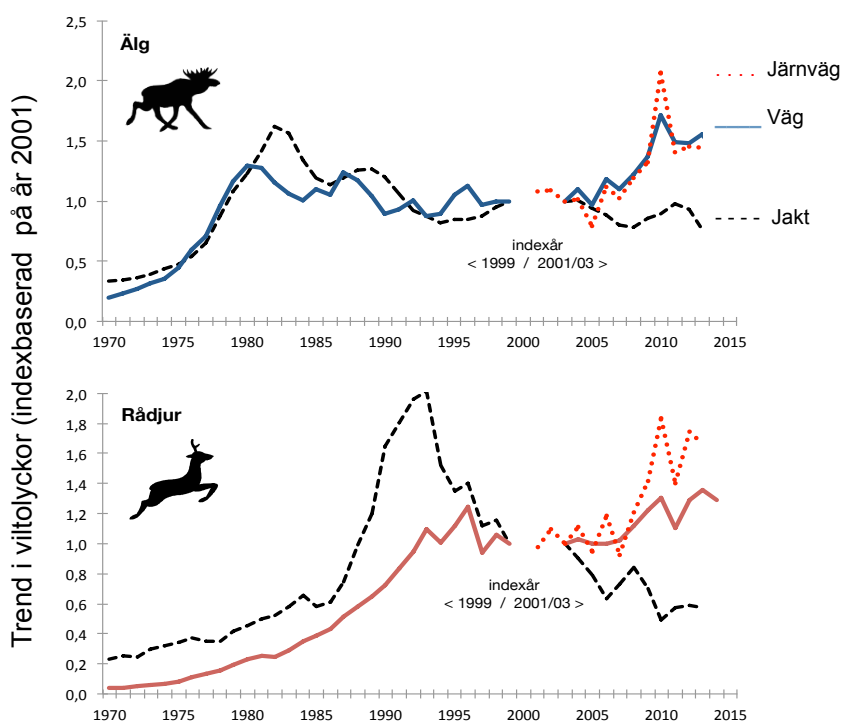 Trend i viltolyckor (indexbaserad på år 2001)
Älg
2,5
2,0
1,5
1,0
0,5
0,0
1970 1975 1980 1985 1990 1995 2000 2005 2010 2015
indexår
< 1999 / 2001/03 >
Järnväg
Väg
Jakt
Rådjur
2,0
1,8
1,6
1,4
1,2
1,0
0,8
0,6
0,4
0,2
0,0
1970 1975 1980 1985 1990 1995 2000 2005 2010 2015
indexår
< 1999 / 2001/03 >